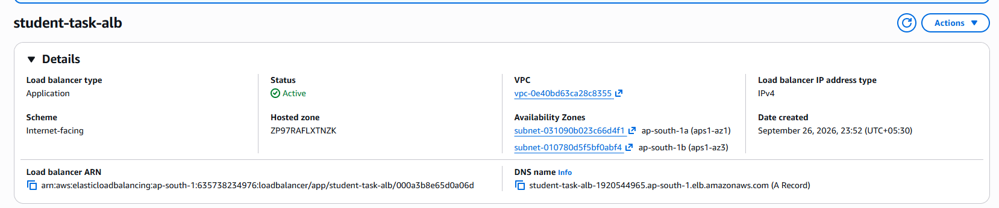 student-task-alb
Actions
Details
Load balancer type
Application
Status
Active
VPC
vpc-0e40bd63ca28c8355
Load balancer IP address type
IPv4
Scheme
Internet-facing
Hosted zone
ZP97RAFLXTNZK
Availability Zones
subnet-031090b023c66d4f1 ap-south-1a (aps1-az1)
subnet-010780d5f5bf0abf4 ap-south-1b (aps1-az3)
Date created
September 26, 2026, 23:52 (UTC+05:30)
Load balancer ARN
arn:aws:elasticloadbalancing:ap-south-1:635738234976:loadbalancer/app/student-task-alb/000a3b8e65d0a06d
DNS name Info
student-task-alb-1920544965.ap-south-1.elb.amazonaws.com (A Record)